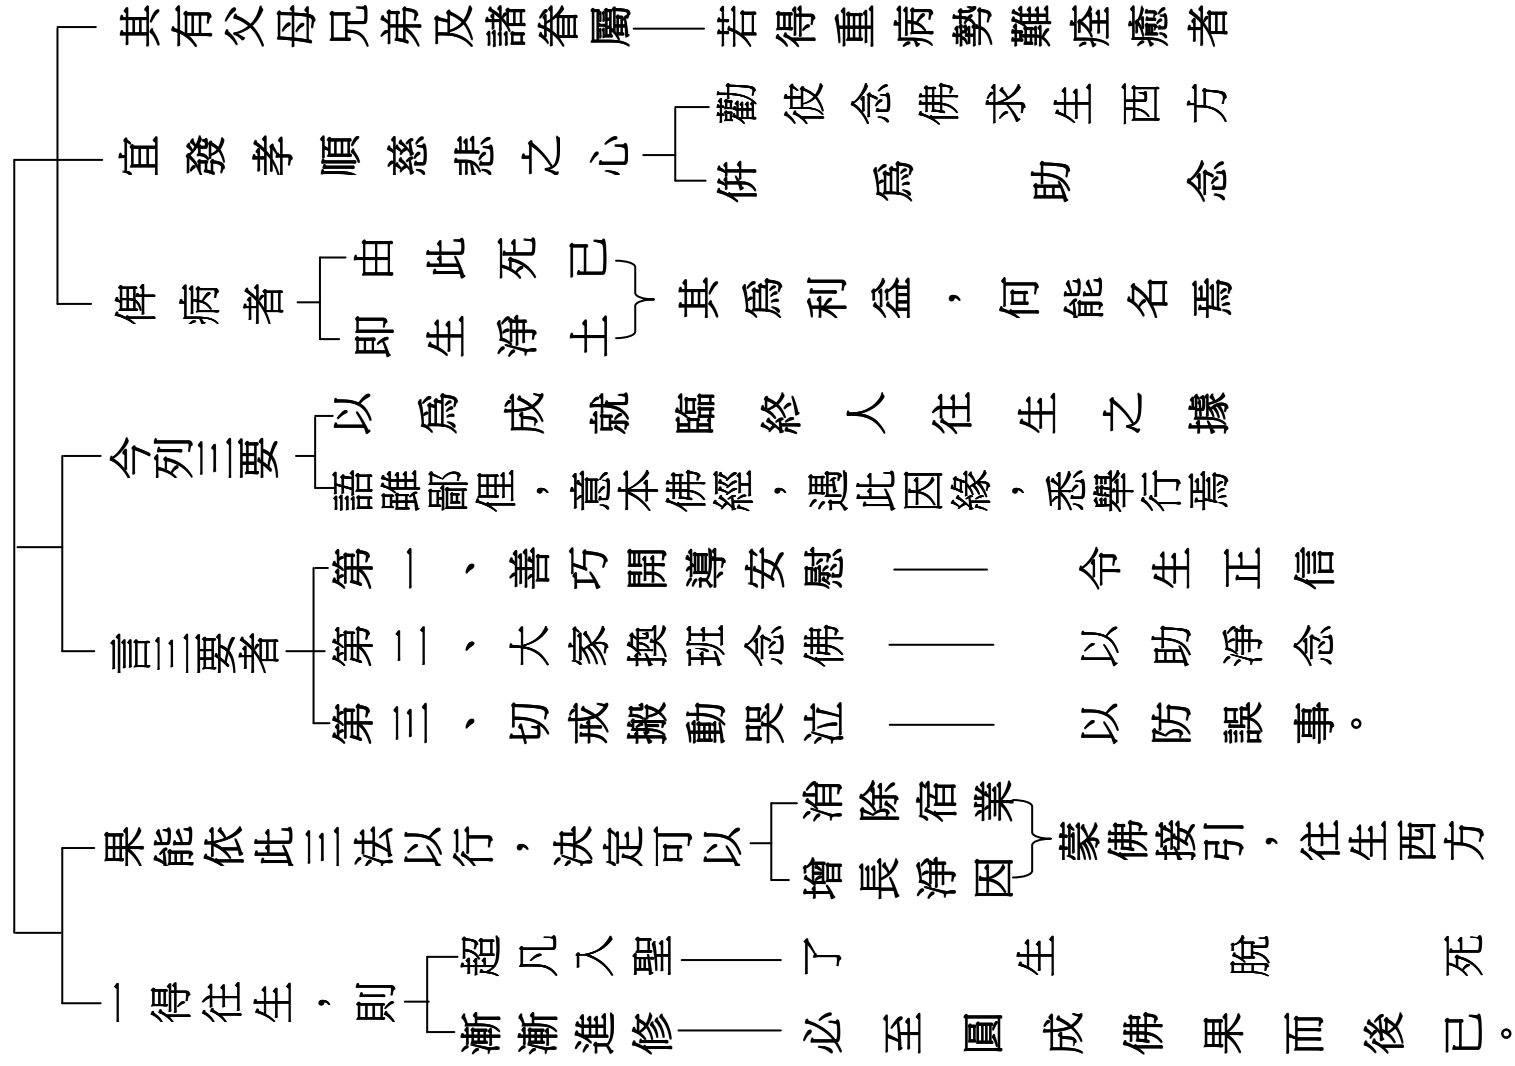 其有父母兄弟及諸眷屬
若得重病勢難痊癒者
宜發孝順慈悲之心
勸彼念佛求生西方
併為助念
俾病者
由此死已
即生淨土
其為利益，何能名焉
今列三要
以為成就臨終人往生之據
語雖鄙俚，意本佛經，遇此因緣，悉舉行焉
言三要者
第一、善巧開導安慰
令生正信
第二、大家換班念佛
以助淨念
第三、切戒搬動哭泣
以防誤事。
果能依此三法以行，決定可以
消除宿業
增長淨因
蒙佛接引，往生西方
一得往生，則
超凡入聖
了生脫死
漸漸進修
必至圓成佛果而後已。